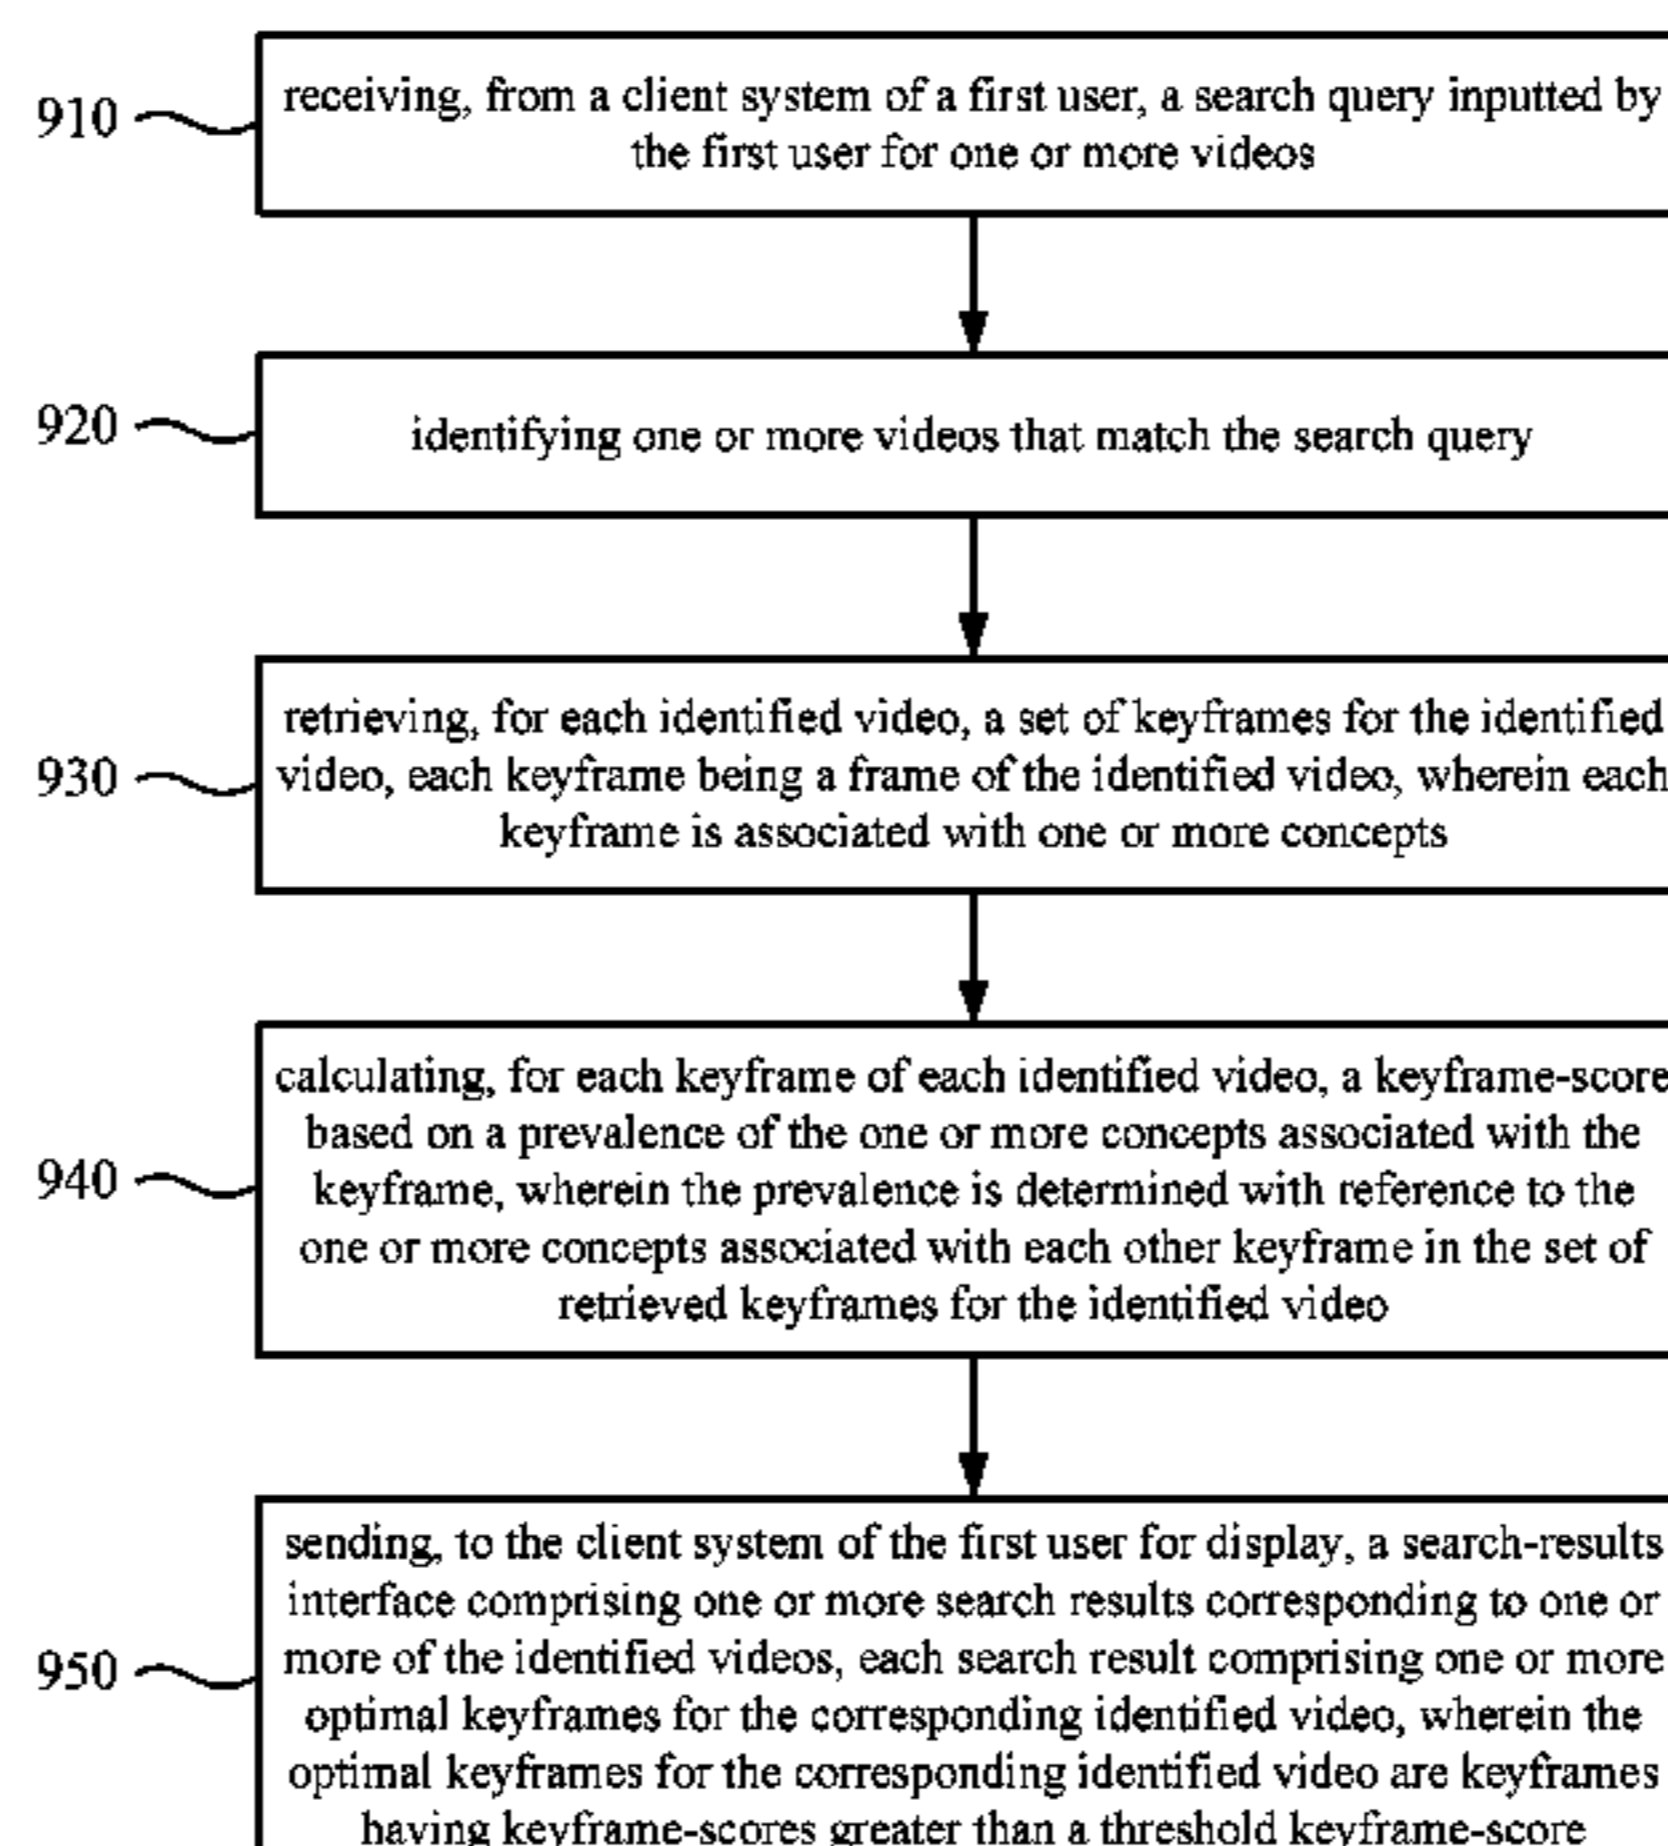 910
receiving, from a client system of a first user, a search query inputted by
the first user for one or more videos
920
identifying one or more videos that match the search query
930
retrieving, for each identified video, a set of keyframes for the identified
video, each keyframe being a frame of the identified video, wherein each
keyframe is associated with one or more concepts
940
calculating, for each keyframe of each identified video, a keyframe-score
based on a prevalence of the one or more concepts associated with the
keyframe, wherein the prevalence is determined with reference to the
one or more concepts associated with each other keyframe in the set of
retrieved keyframes for the identified video
950
sending, to the client system of the first user for display, a search-results
interface comprising one or more search results corresponding to one or
more of the identified videos, each search result comprising one or more
optimal keyframes for the corresponding identified video, wherein the
optimal keyframes for the corresponding identified video are keyframes
having keyframe-scores greater than a threshold keyframe-score